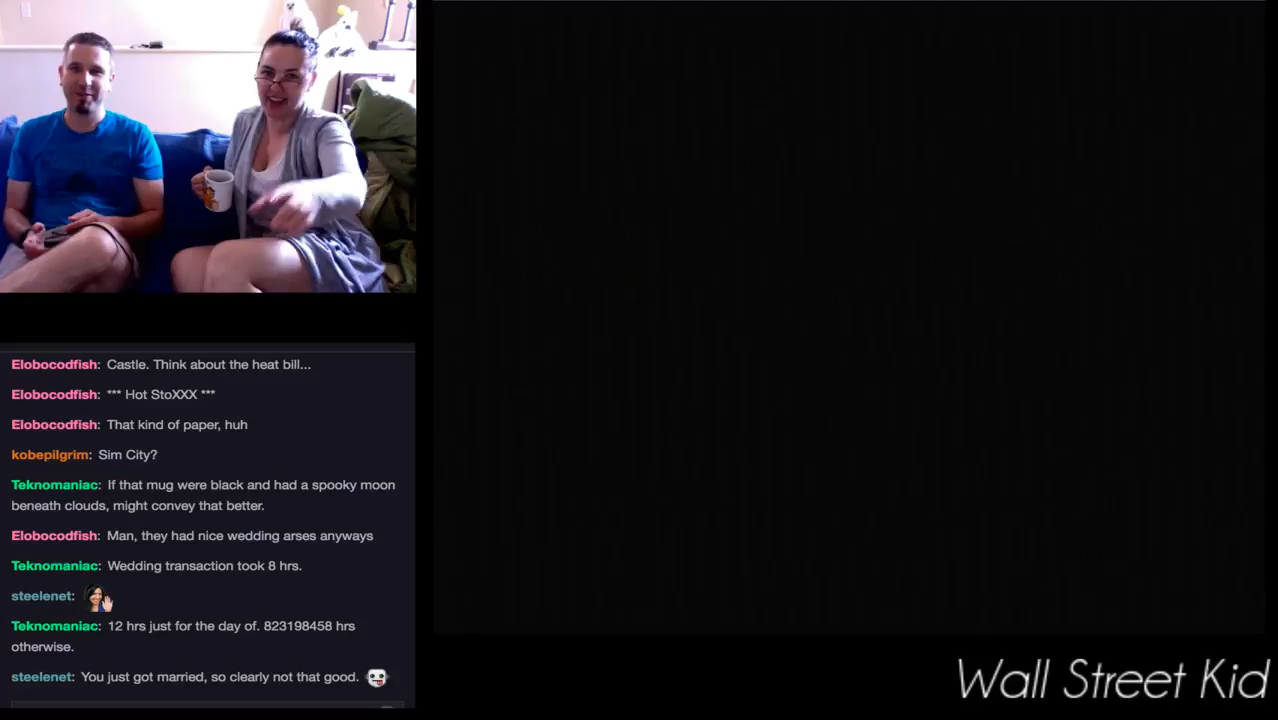 Elobocodfish: Castle. Think about the heat bill...
Elobocodfish: *** Hot StoXXX ***
Elobocodfish: That kind of paper, huh
kobepilgrim: Sim City?
Teknomaniac: If that mug were black and had a spooky moon
beneath clouds, might convey that better.
Elobocodfish: Man, they had nice wedding arses anyways
Teknomaniac: Wedding transaction took 8 hrs.
steelenet:
Teknomaniac: 12 hrs just for the day of. 823198458 hrs
otherwise.
steelenet: You just got married, so clearly not that good.
Wall Street Kid